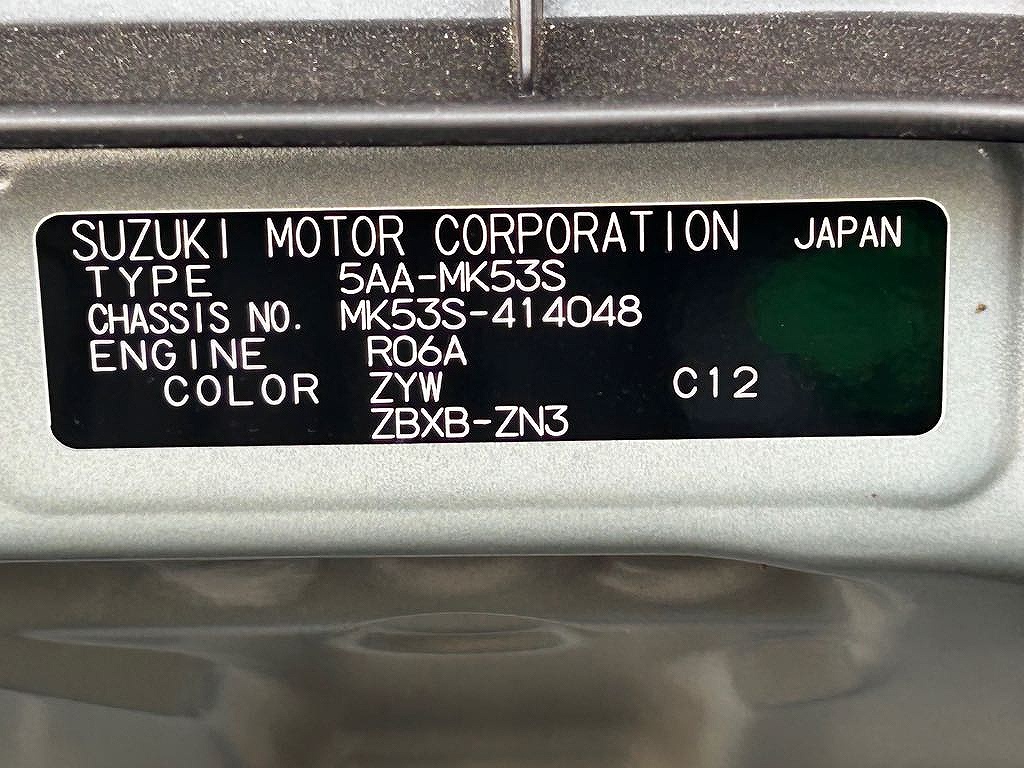 SUZUKI MOTOR CORPORATION JAPAN
TYPE 5AA-MK53S
CHASSIS NO. MK53S-414048
ENGINE R06A
COLOR ZYW C12
ZBXB-ZN3